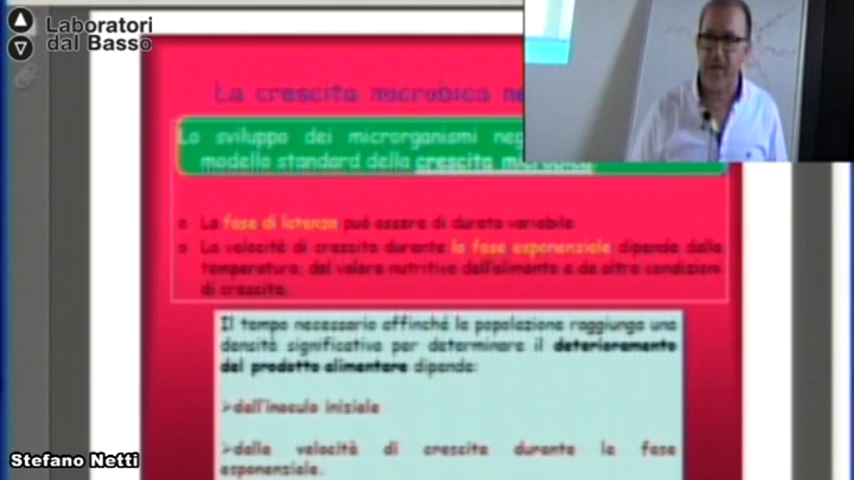 Laboratori
dal Basso
La crescita microbica
Lo sviluppo dei microrganismi
modello standard della crescita
La fase di latenza può essere di durata variabile
La velocità di crescita durante la fase esponenziale dipende dalla
temperatura, dal valore nutritivo dell'alimento e da altre condizioni
di crescita.
Il tempo necessario affinché la popolazione raggiunga una
densità significativa per determinare il deterioramento
del prodotto alimentare dipende:
➢dall'inoculo iniziale
➢dalla velocità di crescita durante la fase
esponenziale.
Stefano Netti